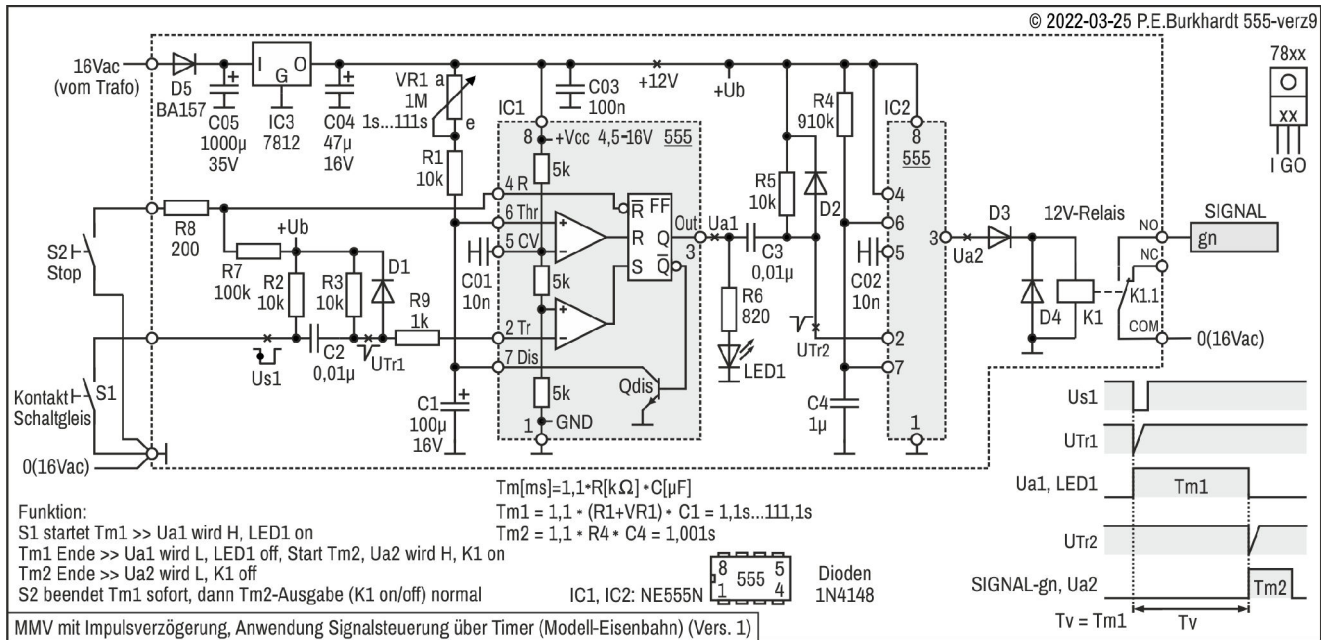 © 2022-03-25 P.E.Burkhardt 555-verz9
16Vac
(vom Trafo)
D5
BA157
C05
1000µ
35V
I O
G
IC3
7812
C04
47µ
16V
VR1 a
1M
1s...111s
e
R1
10k
IC1
C03
100n
+12V
+Ub
R4
910k
IC2
78xx
xx
I G O
8
+Vcc 4,5-16V 555
5k
4 R
6 Thr
5 CV
C01
10n
5k
2 Tr
7 Dis
5k
1
GND
R FF
R Q
S Q
Qdis
Out
3
Ua1
R5
10k
D2
C3
0,01µ
R6
820
LED1
UTr2
8
555
4
6
5
C02
10n
2
7
C4
1µ
1
3
Ua2
D3
12V-Relais
D4
K1
NO
NC
K1.1
COM
SIGNAL
gn
0(16Vac)
R8
200
S2
Stop
R7
100k
+Ub
R2
10k
R3
10k
D1
R9
1k
C2
0,01µ
Us1
UTr1
C1
100µ
16V
Kontakt
Schaltgleis
S1
0(16Vac)
Us1
UTr1
Ua1, LED1
Tm1
UTr2
SIGNAL-gn, Ua2
Tm2
Tv = Tm1
Tv
Tm[ms]=1,1*R[kΩ]*C[µF]
Tm1 = 1,1 * (R1+VR1) * C1 = 1,1s...111,1s
Tm2 = 1,1 * R4 * C4 = 1,001s
Funktion:
S1 startet Tm1 >> Ua1 wird H, LED1 on
Tm1 Ende >> Ua1 wird L, LED1 off, Start Tm2, Ua2 wird H, K1 on
Tm2 Ende >> Ua2 wird L, K1 off
S2 beendet Tm1 sofort, dann Tm2-Ausgabe (K1 on/off) normal
IC1, IC2: NE555N
8 5
555
1 4
Dioden
1N4148
MMV mit Impulsverzögerung, Anwendung Signalsteuerung über Timer (Modell-Eisenbahn) (Vers. 1)